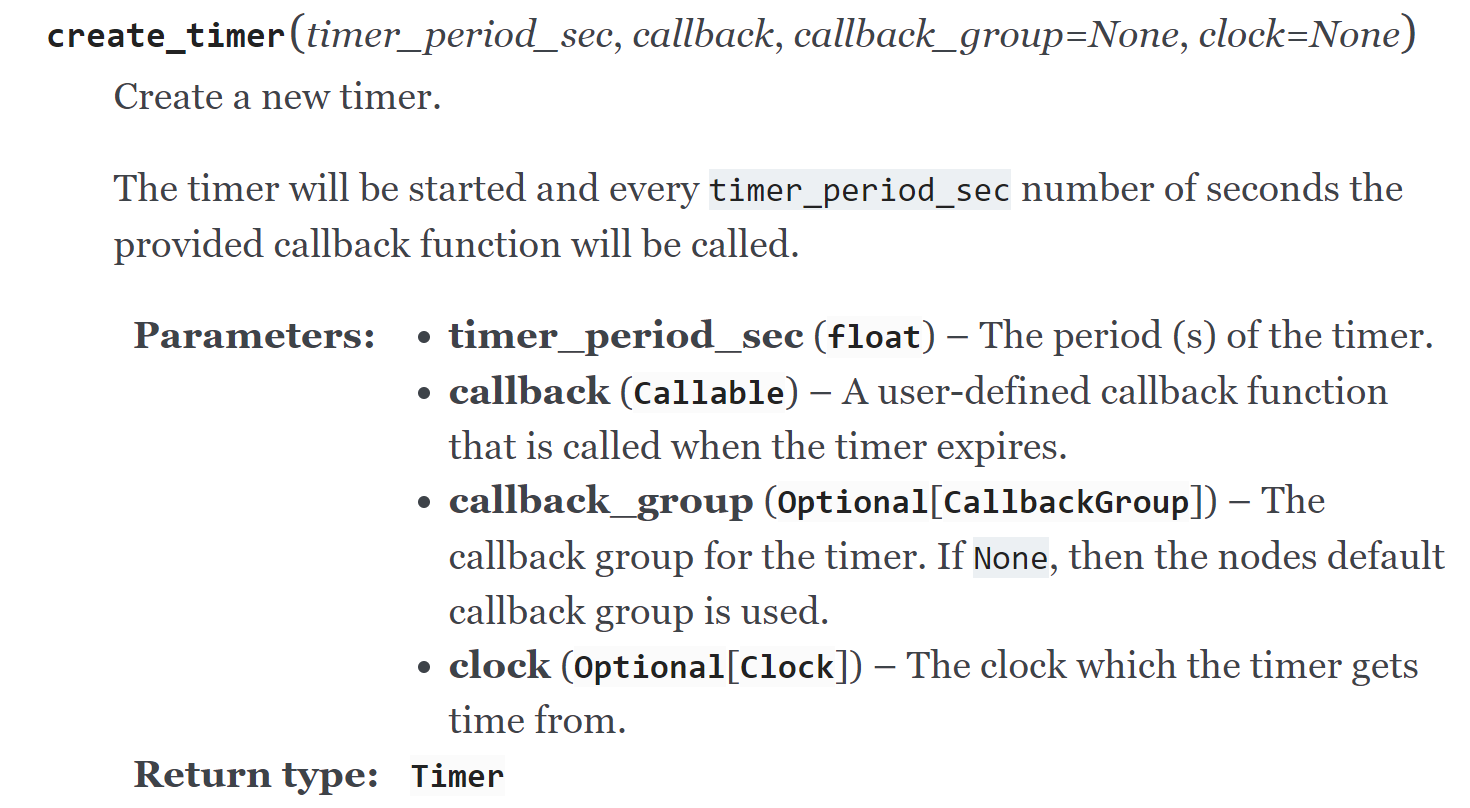 create_timer(timer_period_sec, callback, callback_group=None, clock=None)
Create a new timer.
The timer will be started and every timer_period_sec number of seconds the
provided callback function will be called.
Parameters: • timer_period_sec (float) – The period (s) of the timer.
• callback (Callable) – A user-defined callback function
that is called when the timer expires.
• callback_group (Optional[CallbackGroup]) – The
callback group for the timer. If None, then the nodes default
callback group is used.
• clock (Optional[Clock]) – The clock which the timer gets
time from.
Return type: Timer